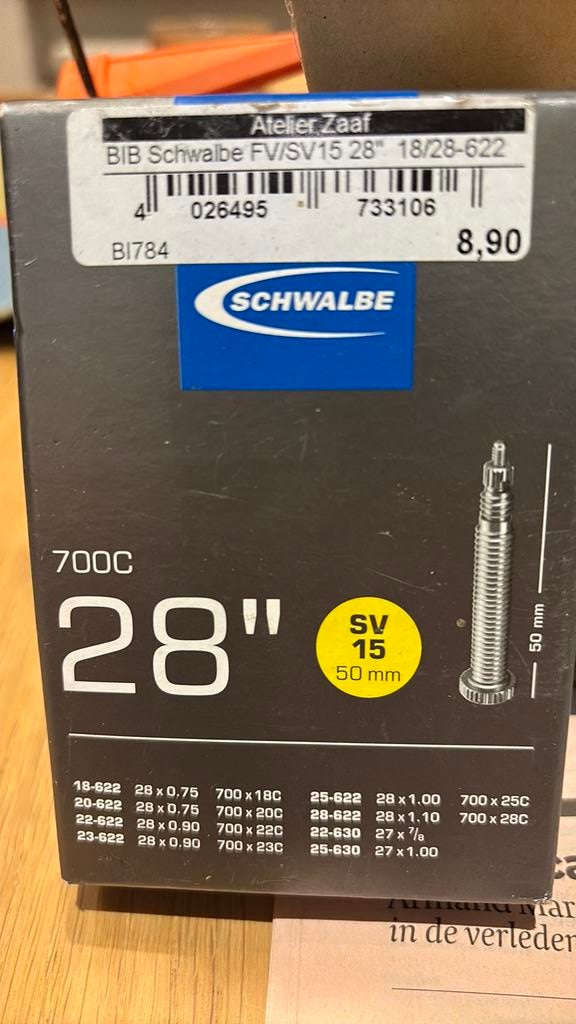 Atelier Zaaf
BIB Schwalbe FV/SV15 28" 18/28-622
4 026495 733106
BI784 8,90
SCHWALBE
700C
28"
SV
15
50 mm
50 mm
18-622 28 x 0.75 700 x 18C
20-622 28 x 0.75 700 x 20C
22-622 28 x 0.90 700 x 22C
23-622 28 x 0.90 700 x 23C
25-622 28 x 1.00 700 x 25C
28-622 28 x 1.10 700 x 28C
22-630 27 x 7/8
25-630 27 x 1.00
in de verleden